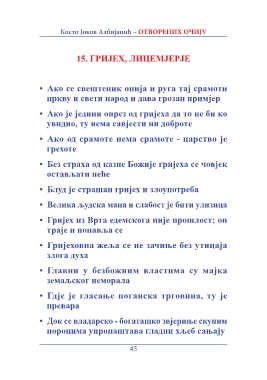 Косто Јоков Албијанић – ОТВОРЕНИХ ОЧИЈУ
15. ГРИЈЕХ, ЛИЦЕМЈЕРЈЕ
• Ако се свештеник опија и руга тај срамоти
цркву и свети народ и дава грозан примјер
• Ако је једини опрез од гријеха да то не би ко
увидио, ту нема савјести ни доброте
• Ако од срамоте нема срамоте - царство је
грехоте
• Без страха од казне Божије гријеха се човјек
остављати неће
• Блуд је страшан гријех и злоупотреба
• Велика људска мана и слабост је бити улизица
• Гријех из Врта едемскога није прошлост; он
траје и понавља се
• Гријеховна жеља се не зачиње без утицаја
злога духа
• Главни у безбожним властима су мајка
земаљског неморала
• Гдје је гласање поганска трговина, ту је
превара
• Док се владарско - богаташко звјериње скупим
пороцима упропаштава гладни хљеб сањају
45